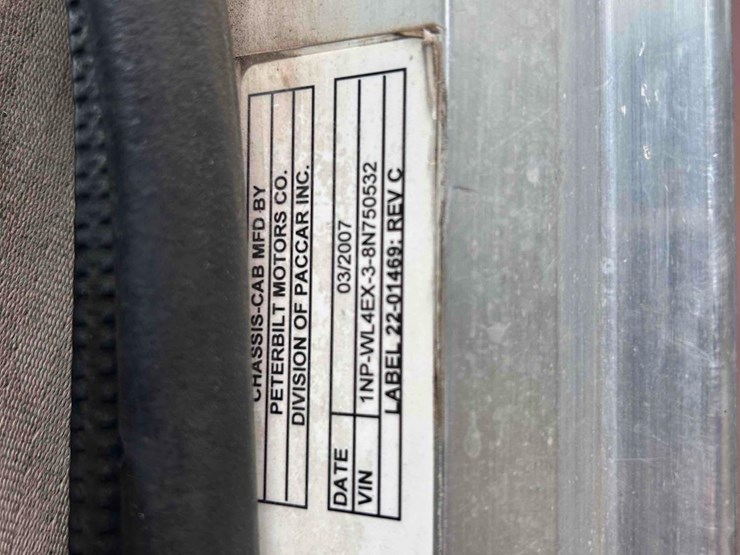 CHASSIS-CAB MFD BY
PETERBILT MOTORS CO.
DIVISION OF PACCAR INC.
DATE 03/2007
VIN 1NP-WL4EX-3-8N750532
LABEL 22-01469: REV C